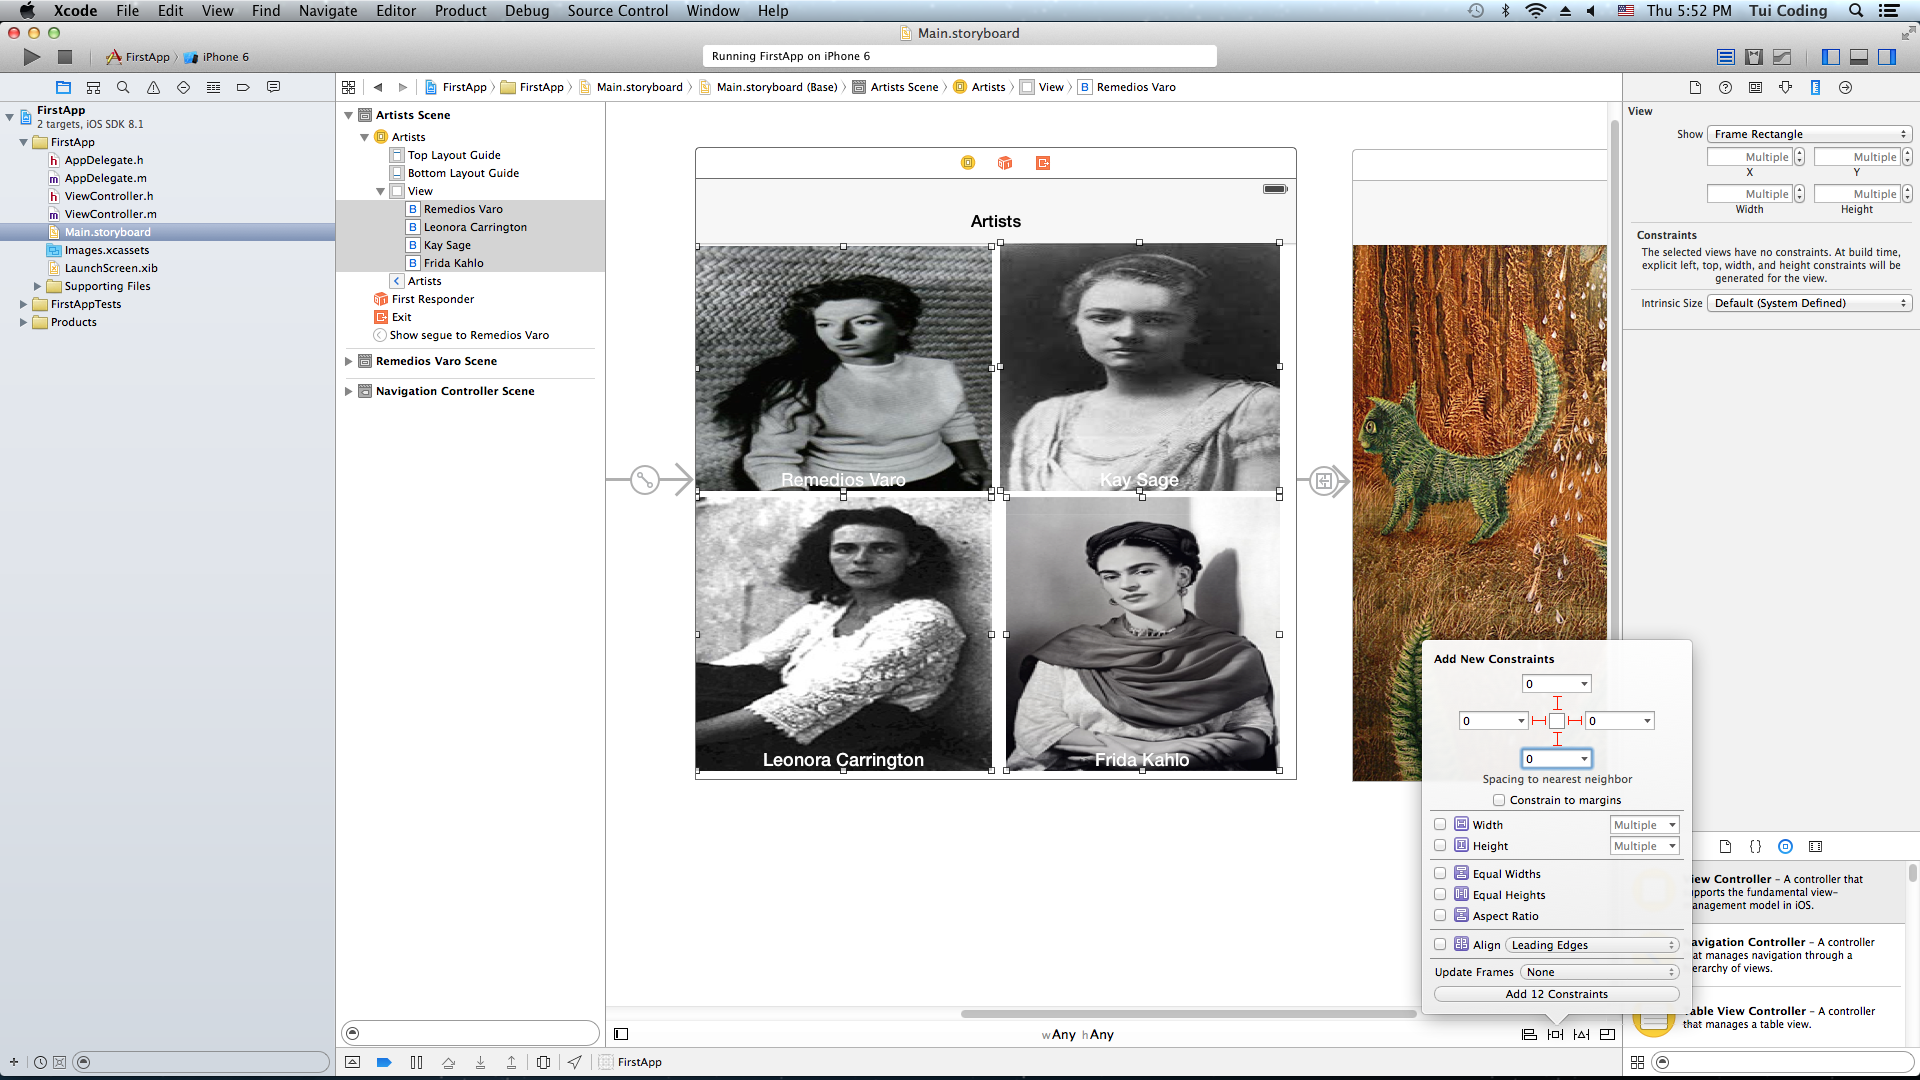 Xcode File Edit View Find Navigate Editor Product Debug Source Control Window Help
Thu 5:52 PM Tui Coding
Main.storyboard
FirstApp iPhone 6
Running FirstApp on iPhone 6
FirstApp FirstApp Main.storyboard Main.storyboard (Base) Artists Scene Artists View B Remedios Varo
FirstApp
2 targets, iOS SDK 8.1
FirstApp
h AppDelegate.h
m AppDelegate.m
h ViewController.h
m ViewController.m
Main.storyboard
Images.xcassets
LaunchScreen.xib
Supporting Files
FirstAppTests
Products
Artists Scene
Artists
Top Layout Guide
Bottom Layout Guide
View
B Remedios Varo
B Leonora Carrington
B Kay Sage
B Frida Kahlo
Artists
First Responder
Exit
Show segue to Remedios Varo
Remedios Varo Scene
Navigation Controller Scene
Artists
Remedios Varo
Kay Sage
Leonora Carrington
Frida Kahlo
wAny hAny
FirstApp
View
Show Frame Rectangle
Multiple Multiple
X Y
Multiple Multiple
Width Height
Constraints
The selected views have no constraints. At build time,
explicit left, top, width, and height constraints will be
generated for the view.
Intrinsic Size Default (System Defined)
Add New Constraints
0
0 0
0
Spacing to nearest neighbor
Constrain to margins
Width Multiple
Height Multiple
Equal Widths
Equal Heights
Aspect Ratio
Align Leading Edges
Update Frames None
Add 12 Constraints
{}
iew Controller - A controller that
pports the fundamental view-
anagement model in iOS.
avigation Controller - A controller
at manages navigation through a
erarchy of views.
able View Controller - A controller
that manages a table view.